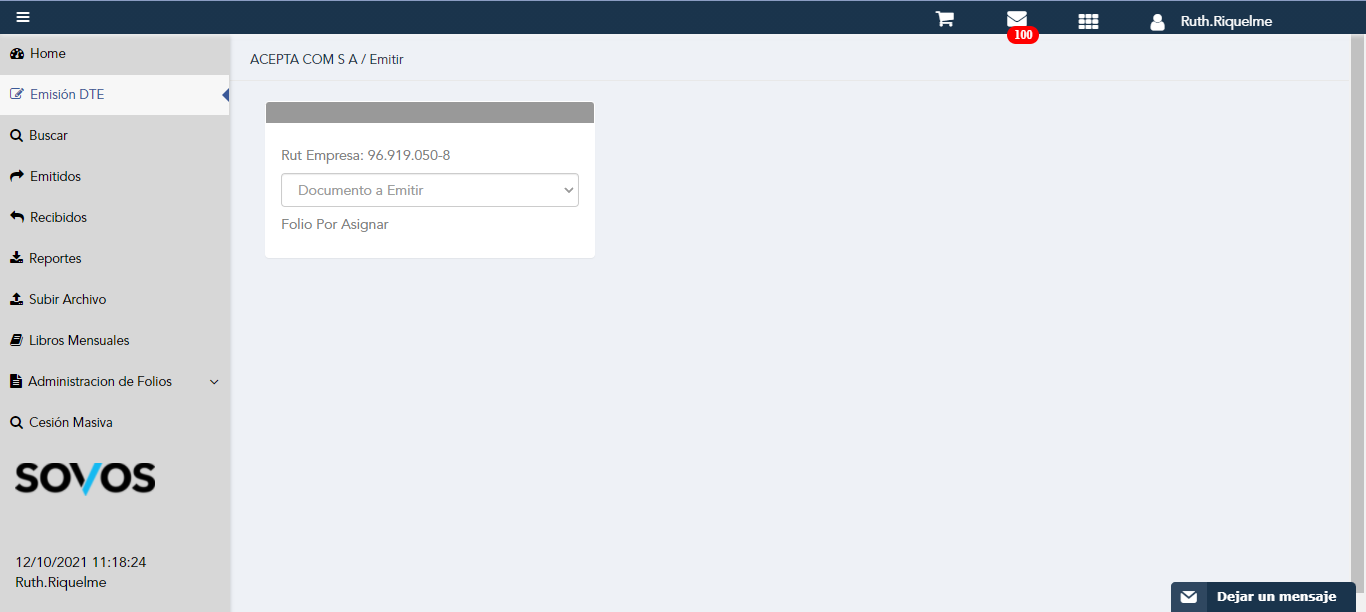 100
Ruth.Riquelme
Home
Emisión DTE
Buscar
Emitidos
Recibidos
Reportes
Subir Archivo
Libros Mensuales
Administracion de Folios
Cesión Masiva
SOVOS
12/10/2021 11:18:24
Ruth.Riquelme
ACEPTA COM S A / Emitir
Rut Empresa: 96.919.050-8
Documento a Emitir
Folio Por Asignar
Dejar un mensaje